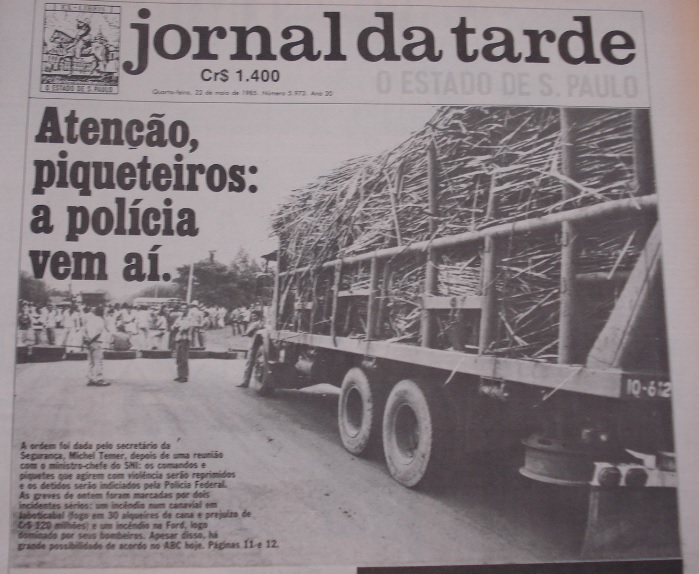 jornal da tarde
Cr$ 1.400
O ESTADO DE S. PAULO
O ESTADO DE S. PAULO
Quarta-feira, 22 de maio de 1985. Número 5.973. Ano 20
Atenção,
piqueteiros:
a polícia
vem aí.
10-612
A ordem foi dada pelo secretário da
Segurança, Michel Temer, depois de uma reunião
com o ministro-chefe do SNI: os comandos e
piquetes que agirem com violência serão reprimidos
e os detidos serão indiciados pela Polícia Federal.
As greves de ontem foram marcadas por dois
incidentes sérios: um incêndio num canavial em
Jaboticabal (fogo em 30 alqueires de cana e prejuízo de
Cr$ 120 milhões) e um incêndio na Ford, logo
dominado por seus bombeiros. Apesar disso, há
grande possibilidade de acordo no ABC hoje. Páginas 11 e 12.